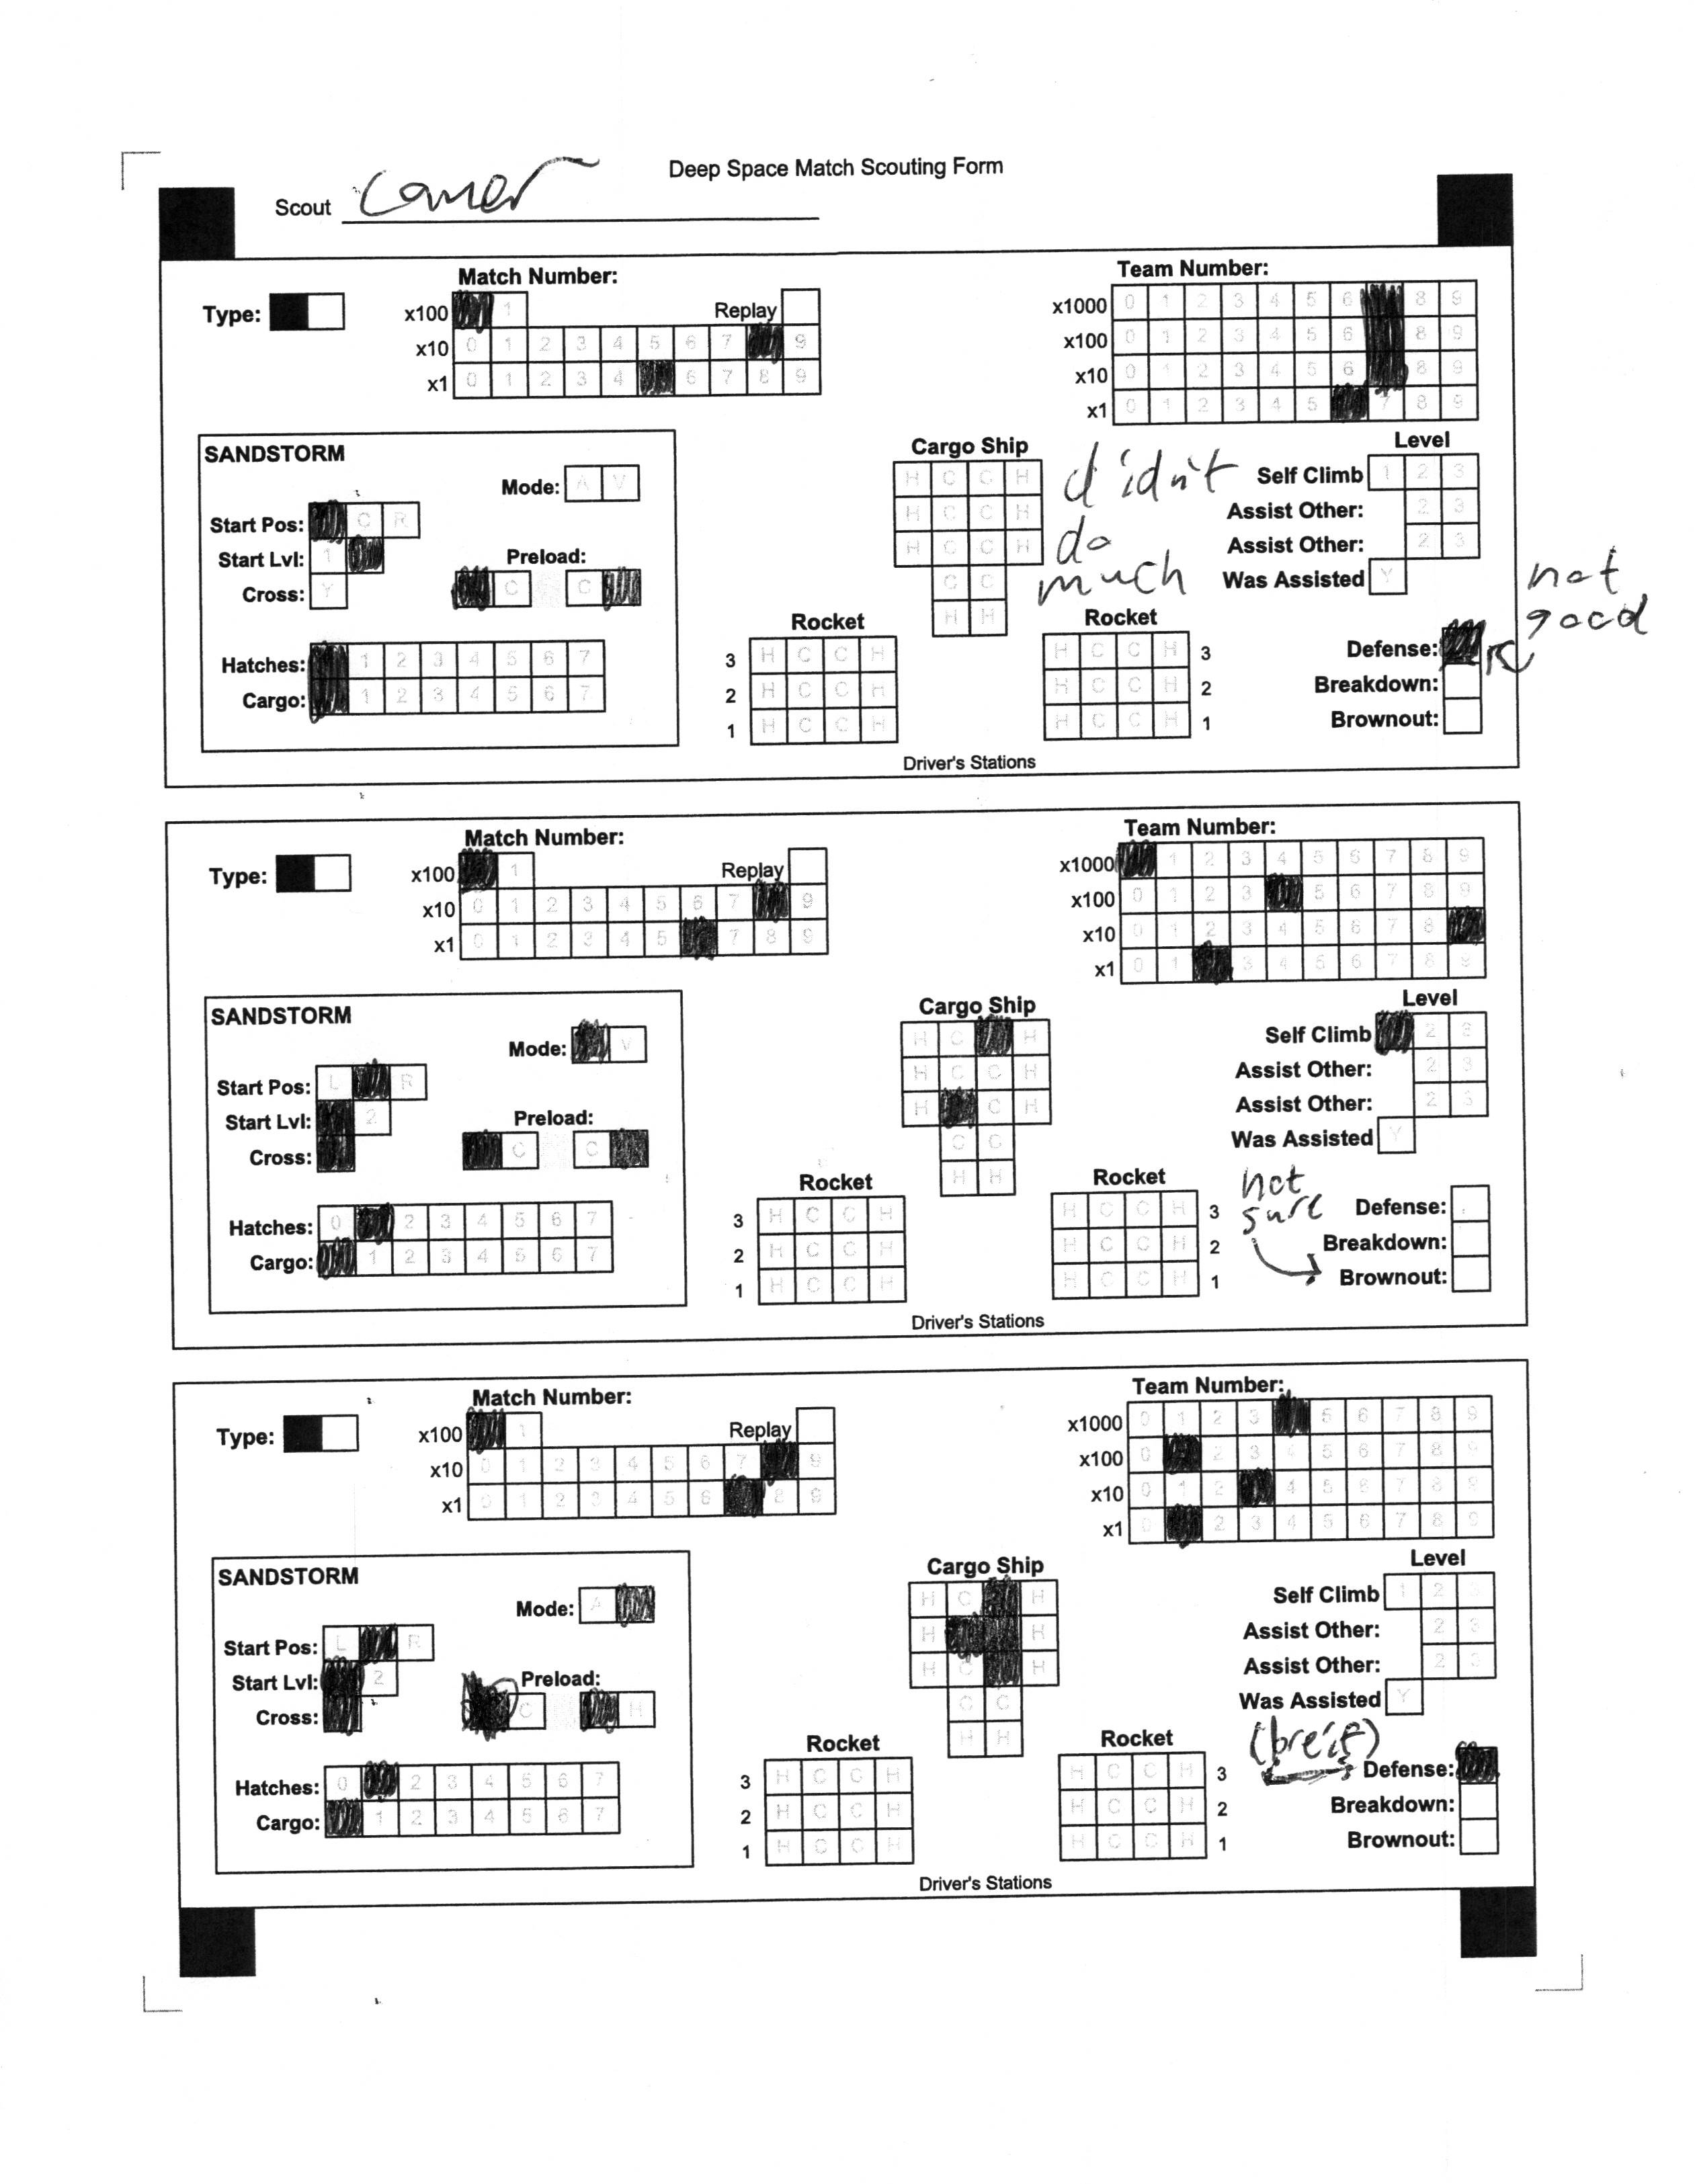 Deep Space Match Scouting Form
Scout Conner
Match Number: Team Number:
Type: x100 1 Replay x1000 0 1 2 3 4 5 6 8 9
x10 0 1 2 3 4 5 6 7 9 x100 0 1 2 3 4 5 6 8 9
x1 0 1 2 3 4 6 7 8 9 x10 0 1 2 3 4 5 6 8 9
x1 0 1 2 3 4 5 7 8 9
SANDSTORM Cargo Ship Level
Mode: A V H C C H didn't Self Climb 1 2 3
Start Pos: C R H C C H do Assist Other: 2 3
Start Lvl: 1 Preload: H C C H much Assist Other: 2 3
Cross: Y C C C C Was Assisted Y not
H H good
Rocket Rocket
Hatches: 1 2 3 4 5 6 7 3 H C C H H C C H 3 Defense:
Cargo: 1 2 3 4 5 6 7 2 H C C H H C C H 2 Breakdown:
1 H C C H H C C H 1 Brownout:
Driver's Stations
Match Number: Team Number:
Type: x100 1 Replay x1000 1 2 3 4 5 6 7 8 9
x10 0 1 2 3 4 5 6 7 9 x100 0 1 2 3 5 6 7 8 9
x1 0 1 2 3 4 5 7 8 9 x10 0 1 2 3 4 5 6 7 8
x1 0 1 3 4 5 6 7 8 9
SANDSTORM Cargo Ship Level
Mode: V H C H Self Climb 2 3
Start Pos: L R H C C H Assist Other: 2 3
Start Lvl: 2 Preload: H C H Assist Other: 2 3
Cross: C C C C Was Assisted Y
H H
Rocket Rocket not
Hatches: 0 2 3 4 5 6 7 3 H C C H H C C H 3 sure Defense:
Cargo: 1 2 3 4 5 6 7 2 H C C H H C C H 2 Breakdown:
1 H C C H H C C H 1 Brownout:
Driver's Stations
Match Number: Team Number:
Type: x100 1 Replay x1000 0 1 2 3 5 6 7 8 9
x10 0 1 2 3 4 5 6 7 9 x100 0 2 3 4 5 6 7 8 9
x1 0 1 2 3 4 5 6 8 9 x10 0 1 2 4 5 6 7 8 9
x1 0 2 3 4 5 6 7 8 9
SANDSTORM Cargo Ship Level
Mode: A H C H Self Climb 1 2 3
Start Pos: L R H H Assist Other: 2 3
Start Lvl: 2 Preload: H C H Assist Other: 2 3
Cross: C H C C Was Assisted Y
H H
Rocket Rocket (breif)
Hatches: 0 2 3 4 5 6 7 3 H C C H H C C H 3 Defense:
Cargo: 1 2 3 4 5 6 7 2 H C C H H C C H 2 Breakdown:
1 H C C H H C C H 1 Brownout:
Driver's Stations